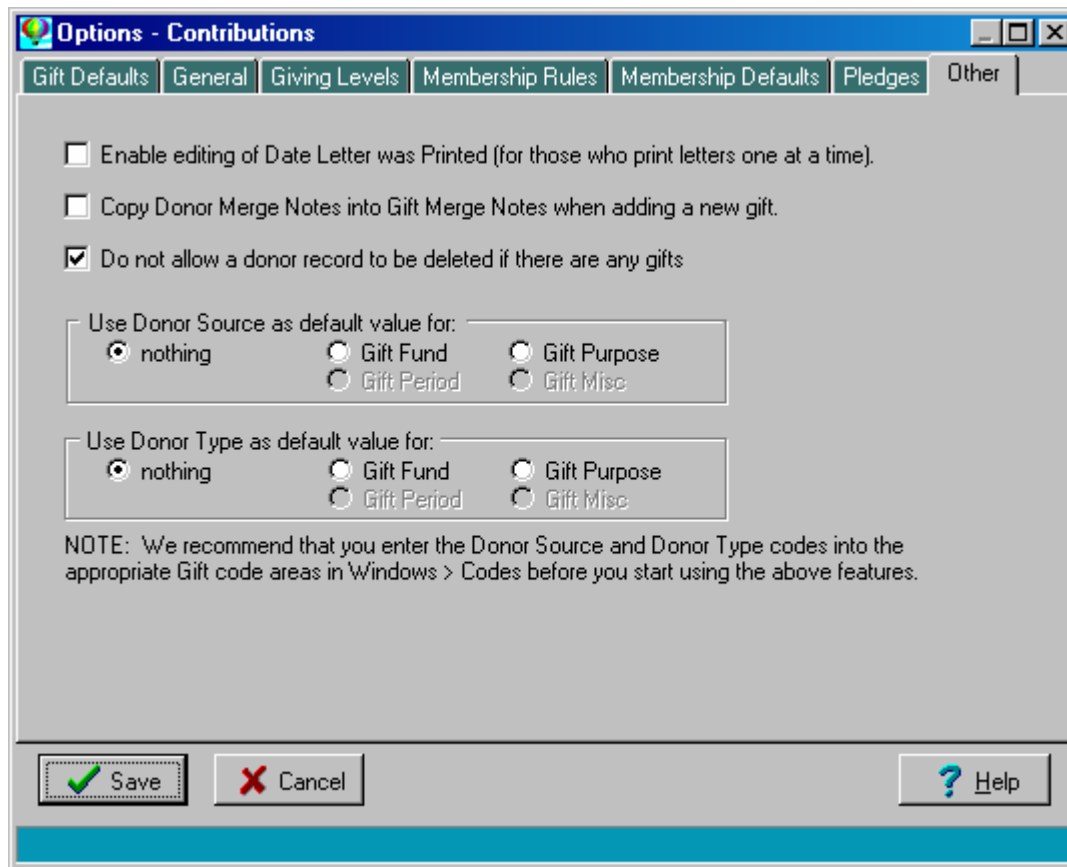 Options - Contributions
Gift Defaults General Giving Levels Membership Rules Membership Defaults Pledges Other
Enable editing of Date Letter was Printed (for those who print letters one at a time).
Copy Donor Merge Notes into Gift Merge Notes when adding a new gift.
Do not allow a donor record to be deleted if there are any gifts
Use Donor Source as default value for:
nothing Gift Fund Gift Purpose
Gift Period Gift Misc
Use Donor Type as default value for:
nothing Gift Fund Gift Purpose
Gift Period Gift Misc
NOTE: We recommend that you enter the Donor Source and Donor Type codes into the
appropriate Gift code areas in Windows > Codes before you start using the above features.
Save Cancel Help